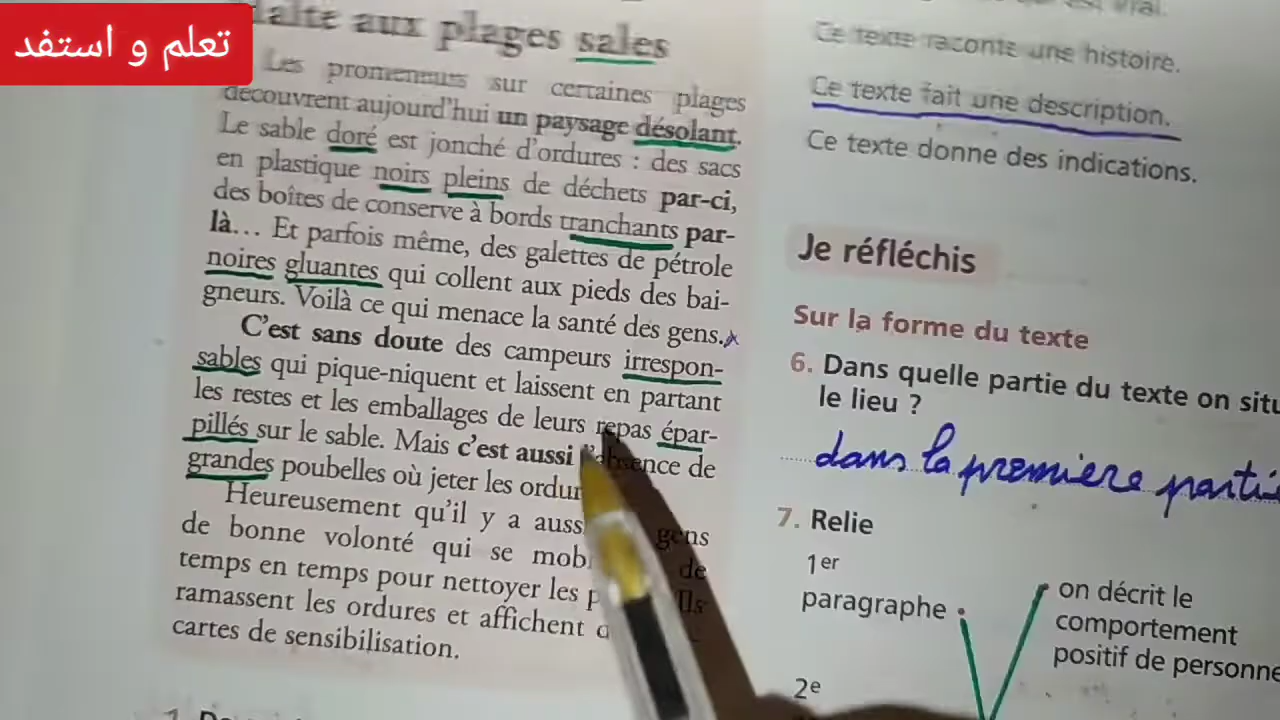 تعلم و استفد
aux plages sales
Les promeneurs sur certaines plages
découvrent aujourd'hui un paysage désolant.
Le sable doré est jonché d'ordures : des sacs
en plastique noirs pleins de déchets par-ci,
des boîtes de conserve à bords tranchants par-
là... Et parfois même, des galettes de pétrole
noires gluantes qui collent aux pieds des bai-
gneurs. Voilà ce qui menace la santé des gens.
C'est sans doute des campeurs irrespon-
sables qui pique-niquent et laissent en partant
les restes et les emballages de leurs repas épar-
pillés sur le sable. Mais c'est aussi l'absence de
grandes poubelles où jeter les ordur
Heureusement qu'il y a auss gens
de bonne volonté qui se mob de
temps en temps pour nettoyer les p Ils
ramassent les ordures et affichent
cartes de sensibilisation.
vrai.
Ce texte raconte une histoire.
Ce texte fait une description.
Ce texte donne des indications.
Je réfléchis
Sur la forme du texte
6. Dans quelle partie du texte on situ
le lieu ?
dans la première parti
7. Relie
1er
paragraphe
on décrit le
comportement
positif de personne
2e